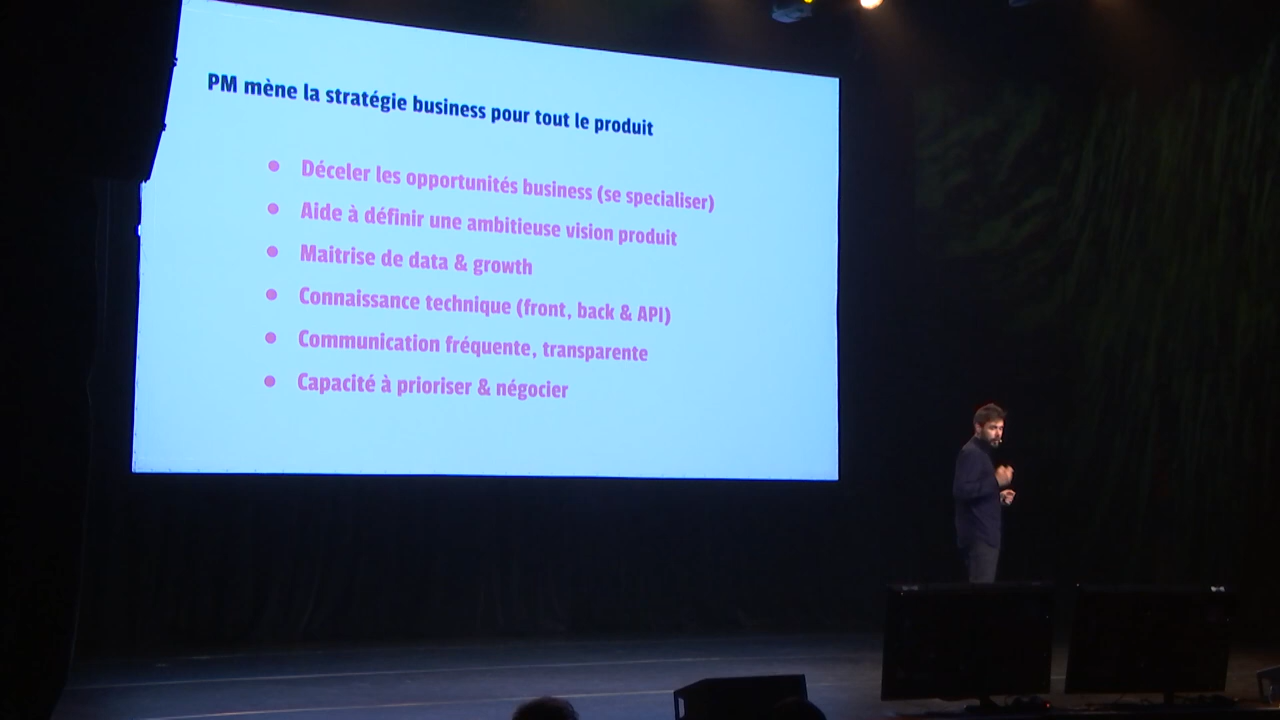 PM mène la stratégie business pour tout le produit
• Déceler les opportunités business (se specialiser)
• Aide à définir une ambitieuse vision produit
• Maitrise de data & growth
• Connaissance technique (front, back & API)
• Communication fréquente, transparente
• Capacité à prioriser & négocier